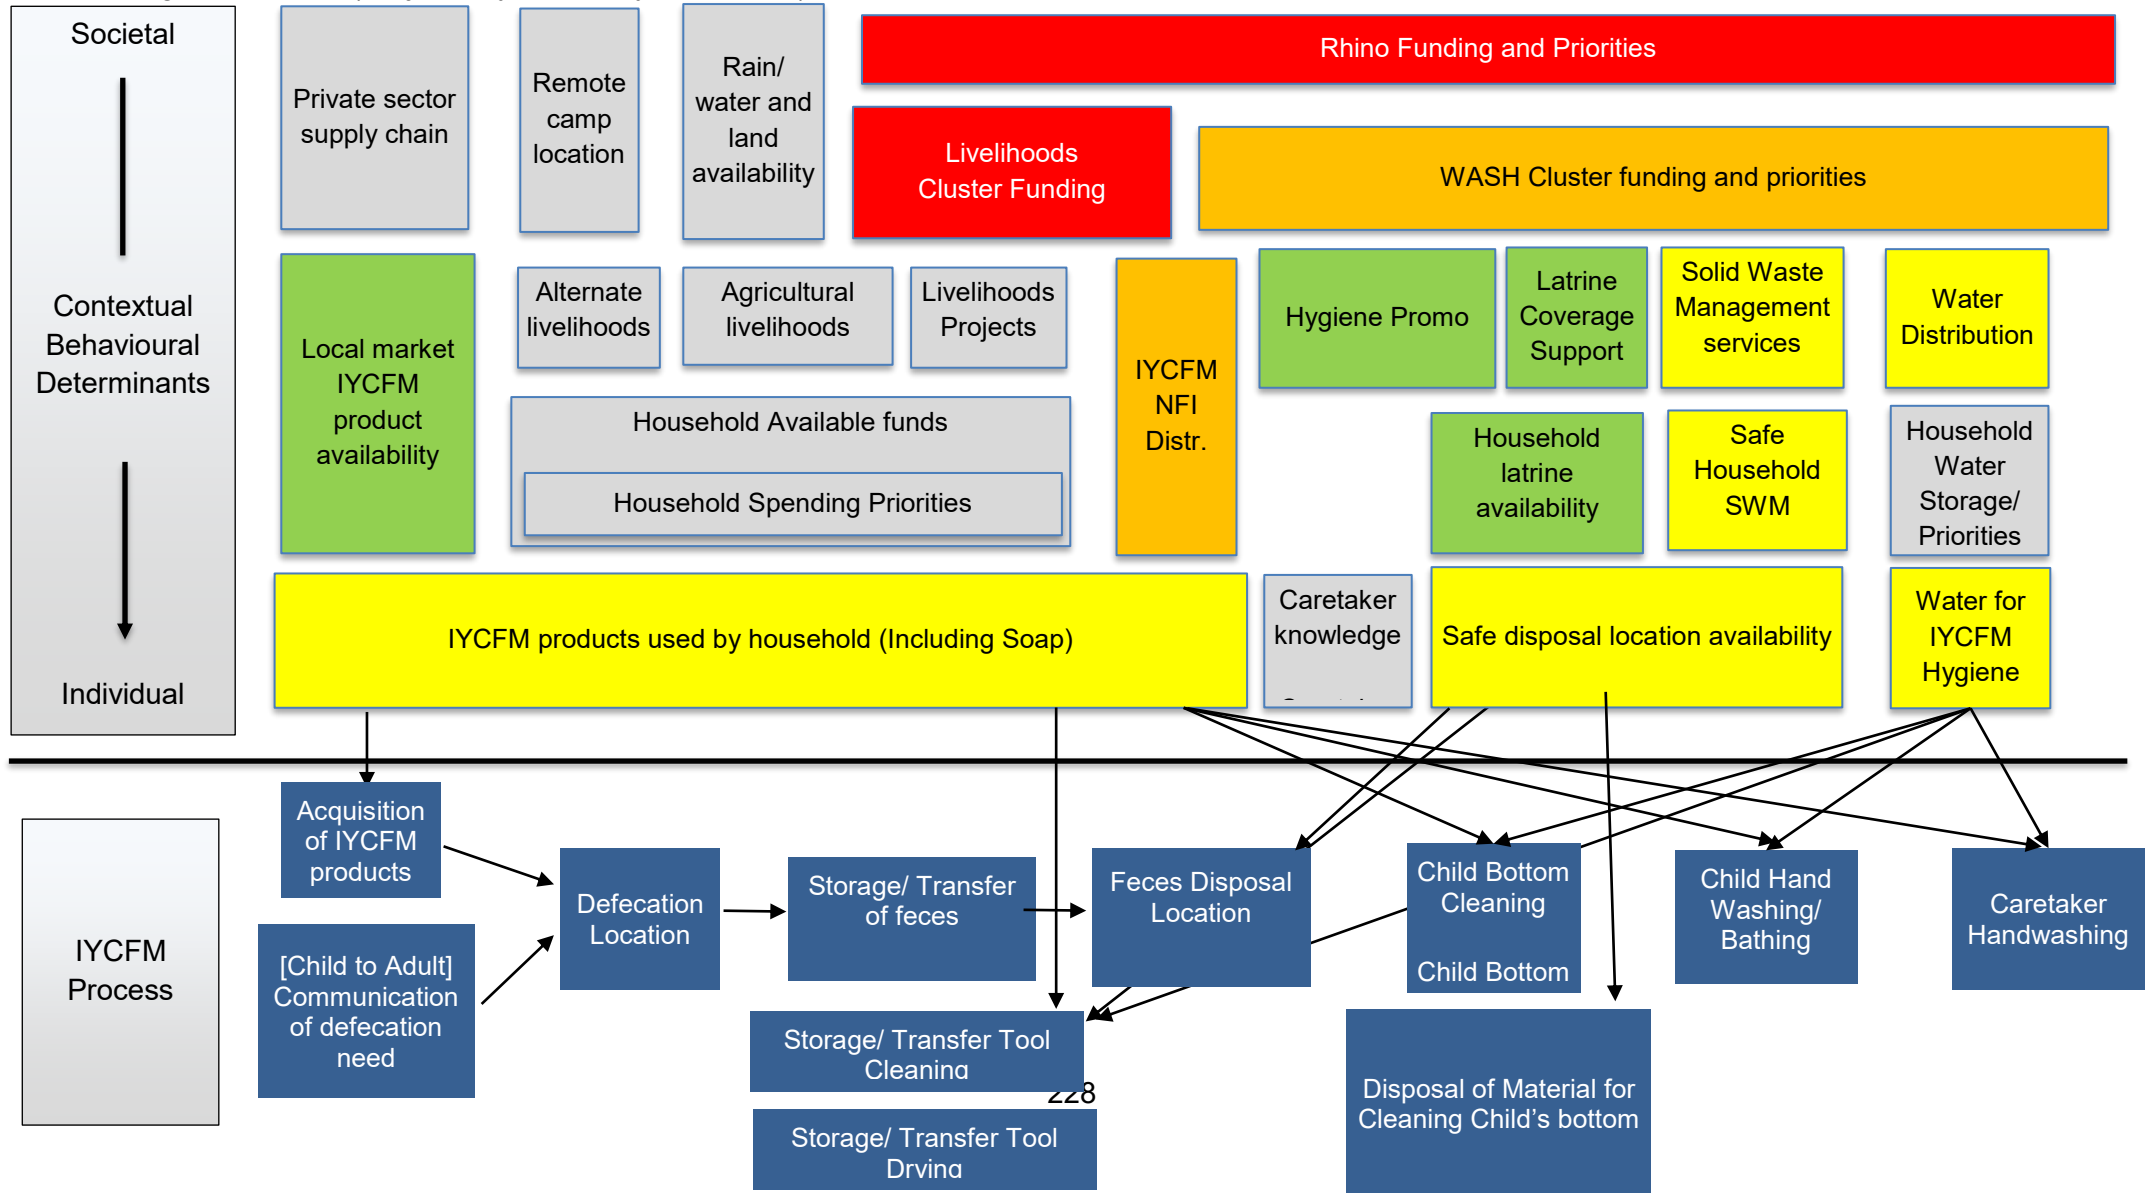 Societal
Contextual
Behavioural
Determinants
Individual
Private sector
supply chain
Remote
camp
location
Rain/
water and
land
availability
Rhino Funding and Priorities
Livelihoods
Cluster Funding
WASH Cluster funding and priorities
Local market
IYCFM
product
availability
Alternate
livelihoods
Agricultural
livelihoods
Livelihoods
Projects
IYCFM
NFI
Distr.
Hygiene Promo
Latrine
Coverage
Support
Solid Waste
Management
services
Water
Distribution
Household Available funds
Household Spending Priorities
Household
latrine
availability
Safe
Household
SWM
Household
Water
Storage/
Priorities
IYCFM products used by household (Including Soap)
Caretaker
knowledge
Safe disposal location availability
Water for
IYCFM
Hygiene
IYCFM
Process
Acquisition
of IYCFM
products
[Child to Adult]
Communication
of defecation
need
Defecation
Location
Storage/ Transfer
of feces
Feces Disposal
Location
Child Bottom
Cleaning
Child Bottom
Child Hand
Washing/
Bathing
Caretaker
Handwashing
Storage/ Transfer Tool
Cleaning
228
Storage/ Transfer Tool
Drying
Disposal of Material for
Cleaning Child’s bottom